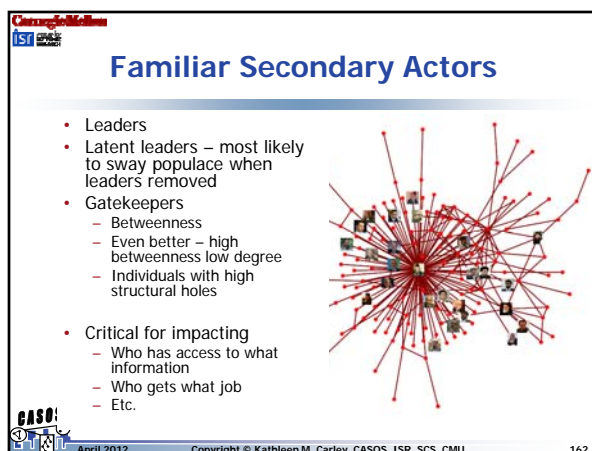 Carnegie Mellon
isr
Familiar Secondary Actors
• Leaders
• Latent leaders – most likely
to sway populace when
leaders removed
• Gatekeepers
– Betweenness
– Even better – high
betweenness low degree
– Individuals with high
structural holes
• Critical for impacting
– Who has access to what
information
– Who gets what job
– Etc.
CASOS
April 2012 Copyright © Kathleen M. Carley, CASOS, ISR, SCS, CMU 162